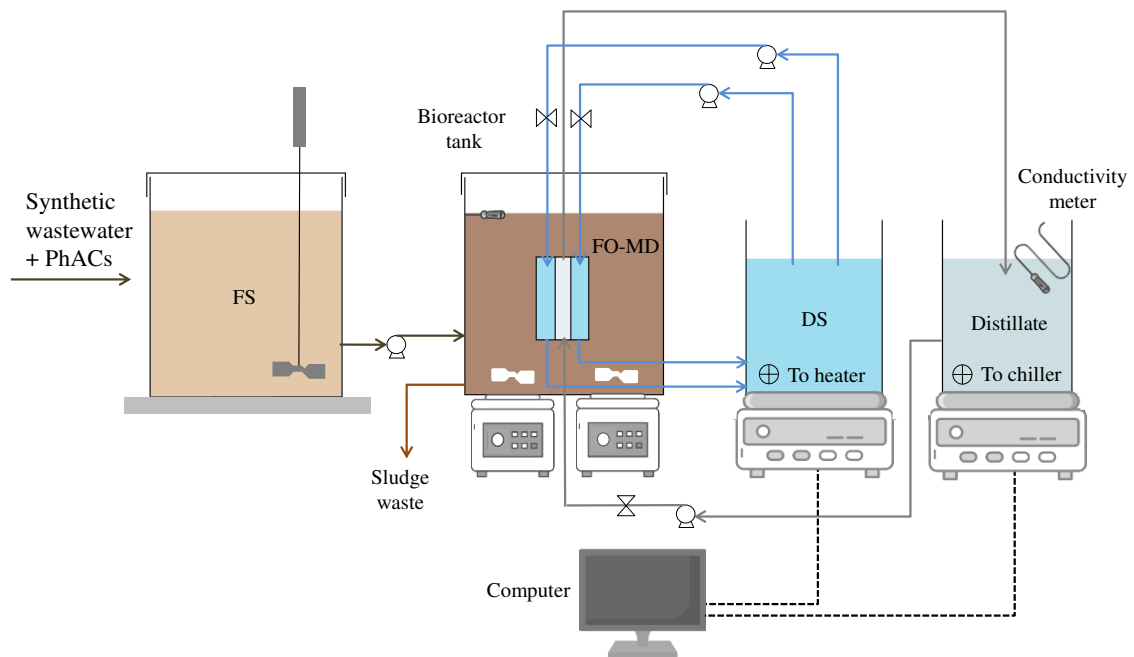 Bioreactor
tank
Synthetic
wastewater
+ PhACs
FS
FO-MD
Conductivity
meter
DS
Distillate
To heater
To chiller
Sludge
waste
Computer